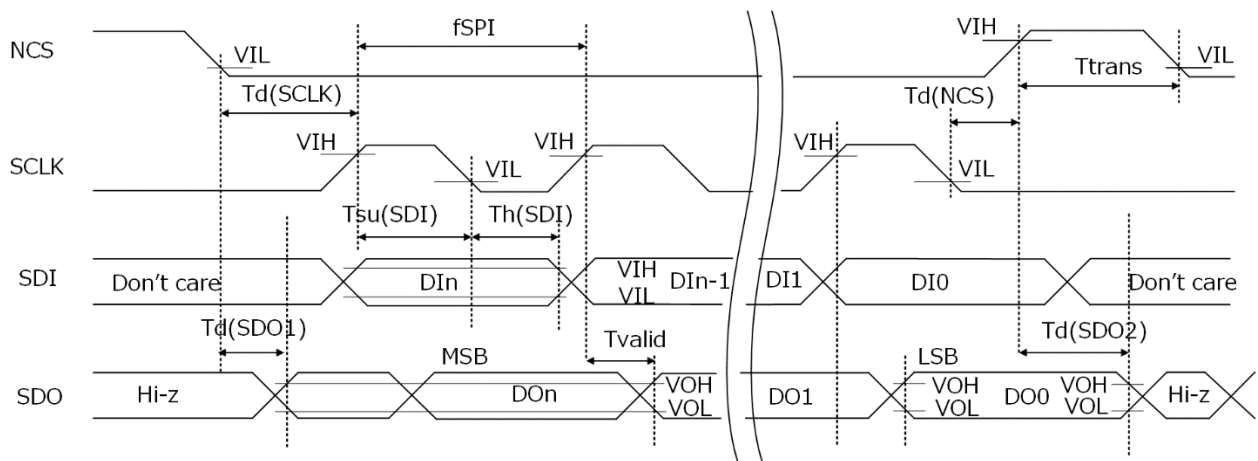 fSPI
NCS VIL VIH VIL
Ttrans
Td(SCLK) Td(NCS)
VIH VIH VIH
SCLK VIL VIL
Tsu(SDI) Th(SDI)
SDI Don't care DIn VIH VIL DIn-1 DI1 DI0 Don't care
Td(SDO1) Tvalid Td(SDO2)
MSB LSB
SDO Hi-z DOn VOH VOL DO1 VOH VOL DO0 VOH VOL Hi-z